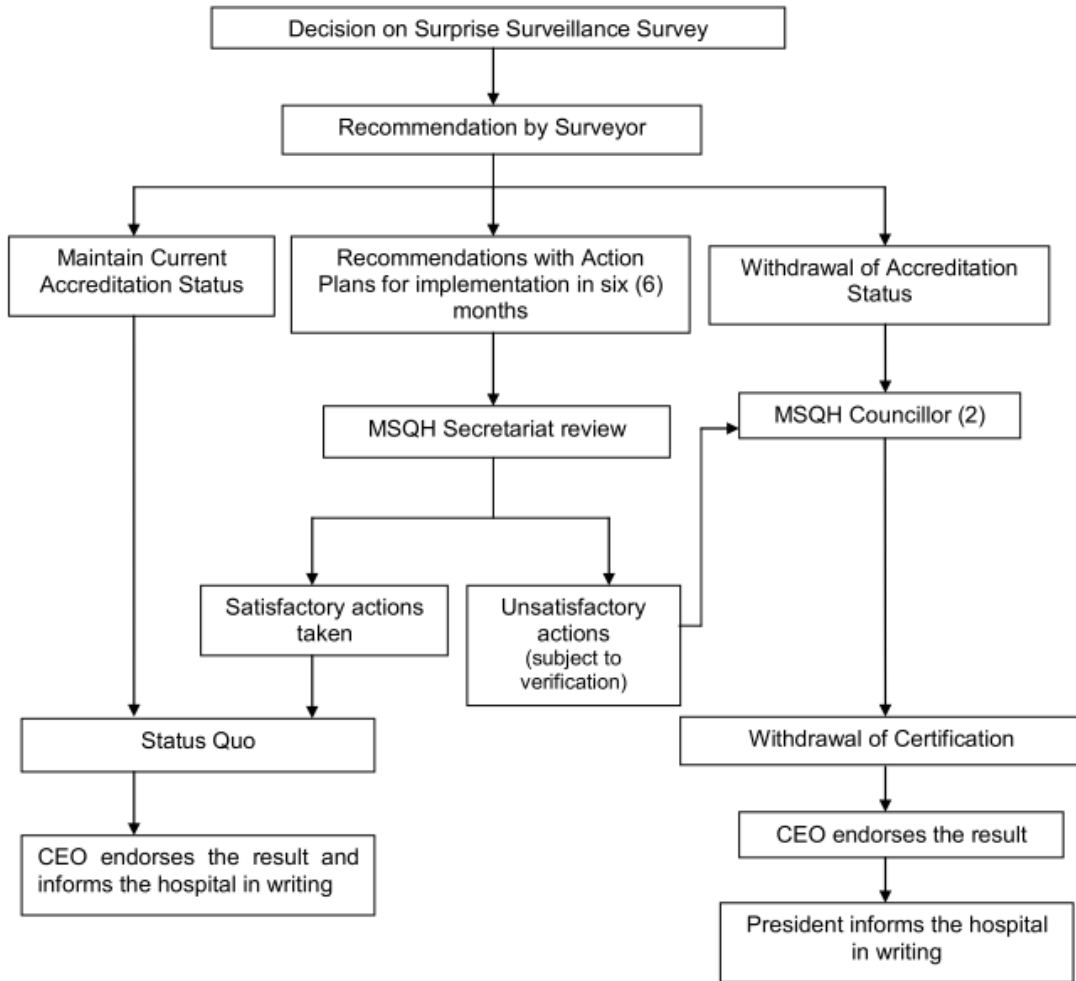 Decision on Surprise Surveillance Survey
Recommendation by Surveyor
Maintain Current
Accreditation Status
Recommendations with Action
Plans for implementation in six (6)
months
Withdrawal of Accreditation
Status
MSQH Secretariat review
MSQH Councillor (2)
Satisfactory actions
taken
Unsatisfactory
actions
(subject to
verification)
Status Quo
Withdrawal of Certification
CEO endorses the result and
informs the hospital in writing
CEO endorses the result
President informs the hospital
in writing